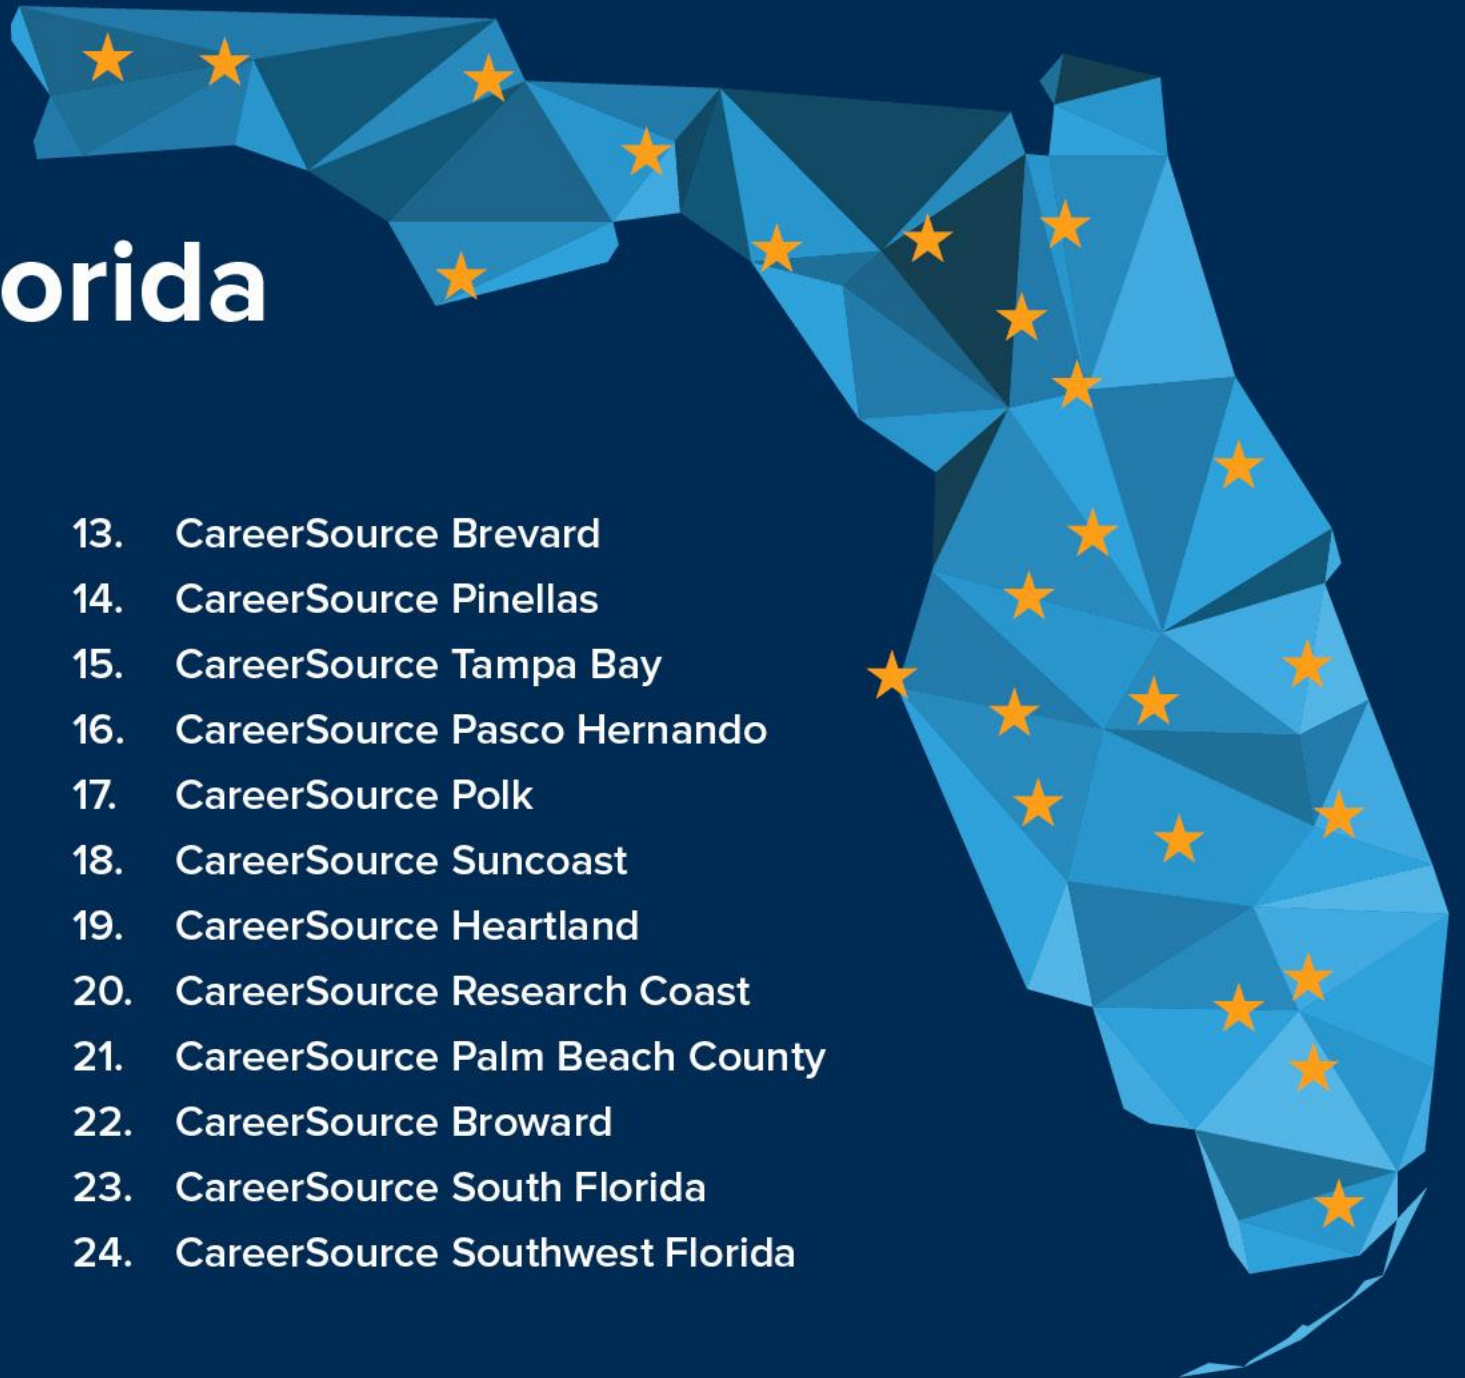 orida
13. CareerSource Brevard
14. CareerSource Pinellas
15. CareerSource Tampa Bay
16. CareerSource Pasco Hernando
17. CareerSource Polk
18. CareerSource Suncoast
19. CareerSource Heartland
20. CareerSource Research Coast
21. CareerSource Palm Beach County
22. CareerSource Broward
23. CareerSource South Florida
24. CareerSource Southwest Florida